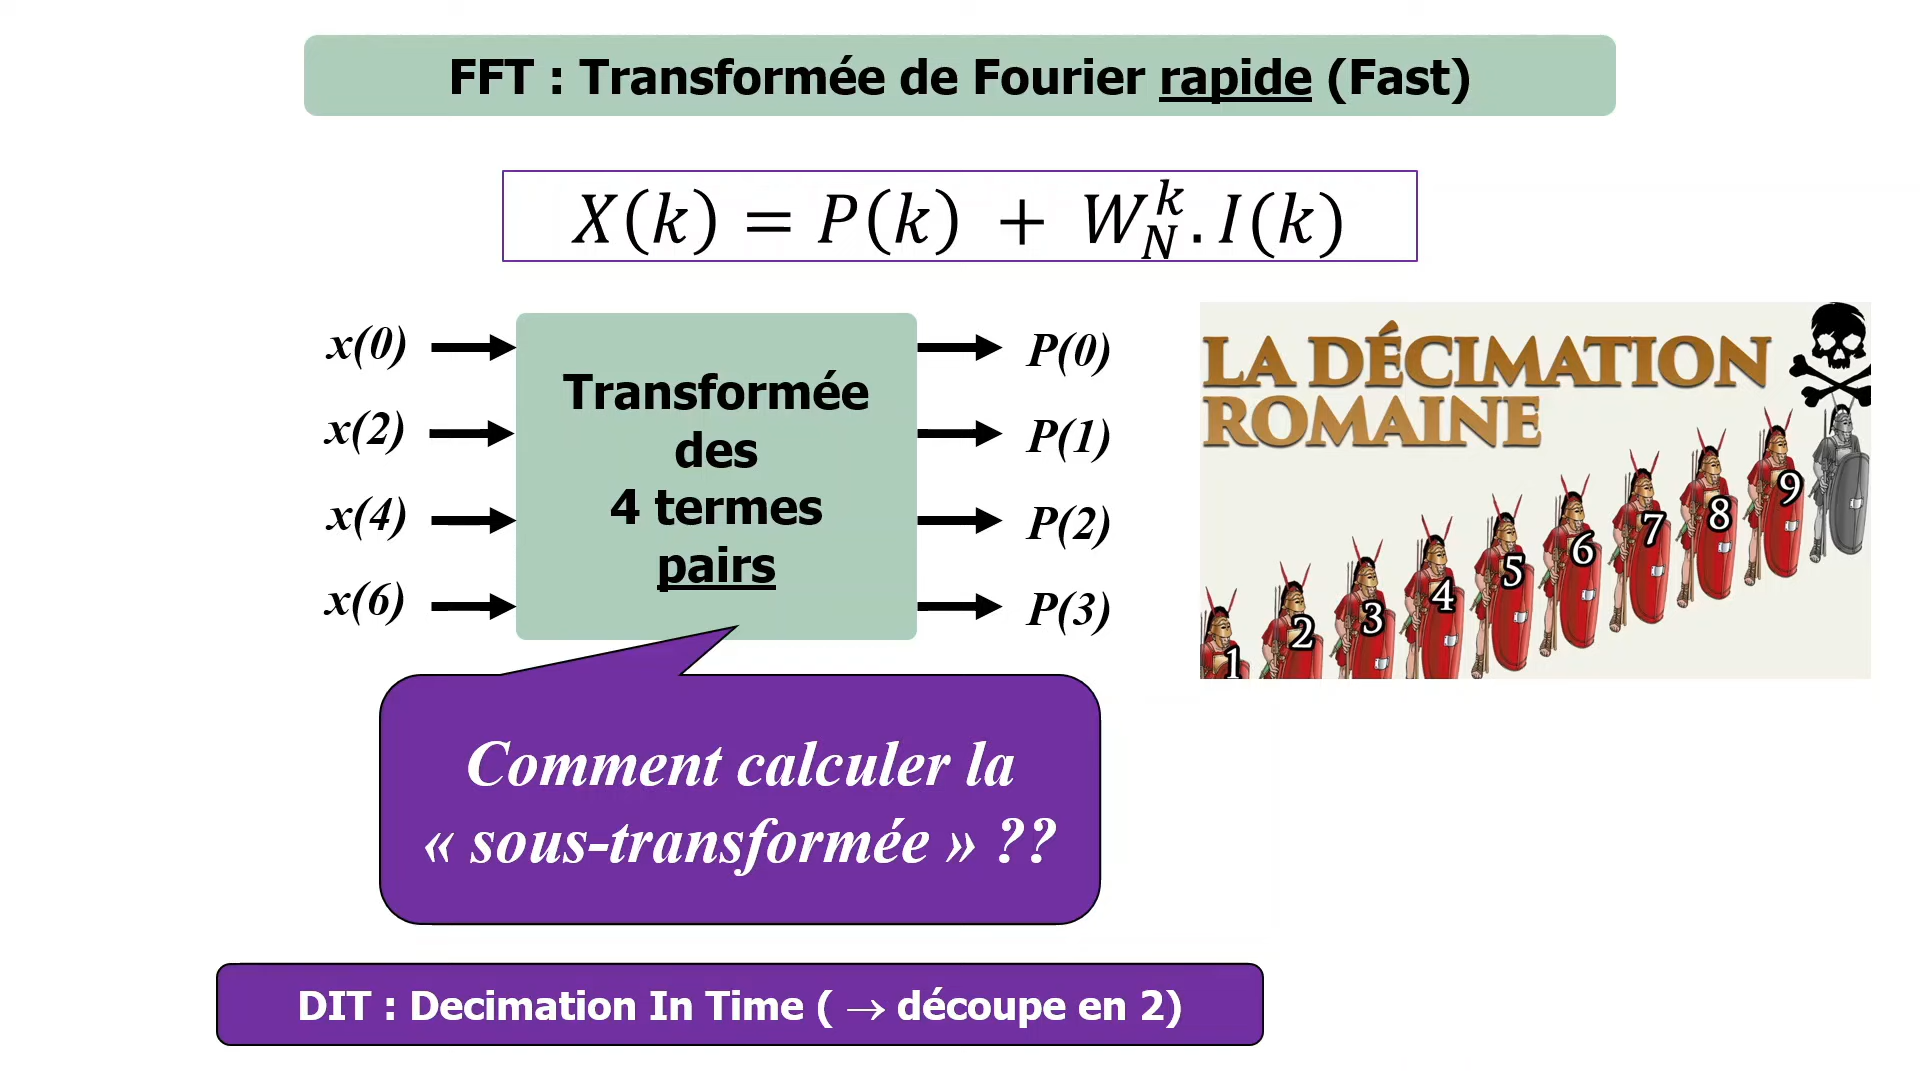 FFT : Transformée de Fourier rapide (Fast)
X(k) = P(k) + W_N^k . I(k)
x(0)
x(2)
x(4)
x(6)
Transformée
des
4 termes
pairs
P(0)
P(1)
P(2)
P(3)
LA DÉCIMATION
ROMAINE
1
2
3
4
5
6
7
8
9
Comment calculer la
« sous-transformée » ??
DIT : Decimation In Time ( → découpe en 2)